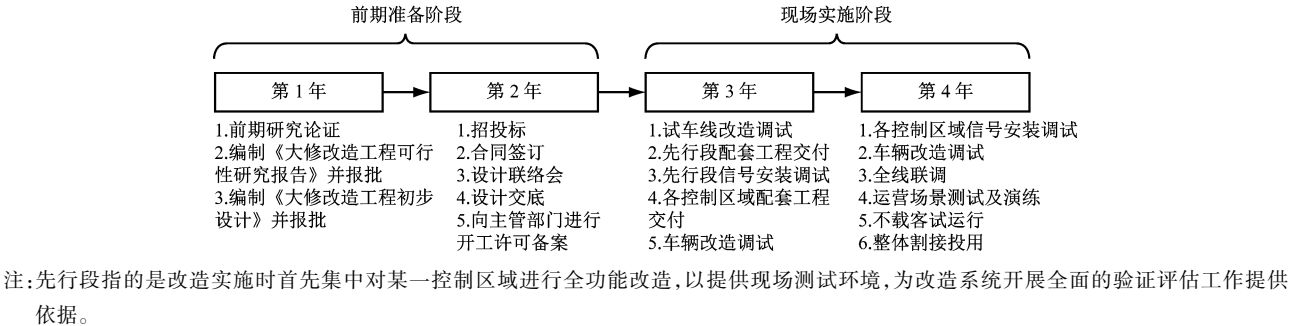 前期准备阶段
现场实施阶段
第1年
第2年
第3年
第4年
1.前期研究论证
2.编制《大修改造工程可行
性研究报告》并报批
3.编制《大修改造工程初步
设计》并报批
1.招投标
2.合同签订
3.设计联络会
4.设计交底
5.向主管部门进行
开工许可备案
1.试车线改造调试
2.先行段配套工程交付
3.先行段信号安装调试
4.各控制区域配套工程
交付
5.车辆改造调试
1.各控制区域信号安装调试
2.车辆改造调试
3.全线联调
4.运营场景测试及演练
5.不载客试运行
6.整体割接投用
注:先行段指的是改造实施时首先集中对某一控制区域进行全功能改造,以提供现场测试环境,为改造系统开展全面的验证评估工作提供
依据。